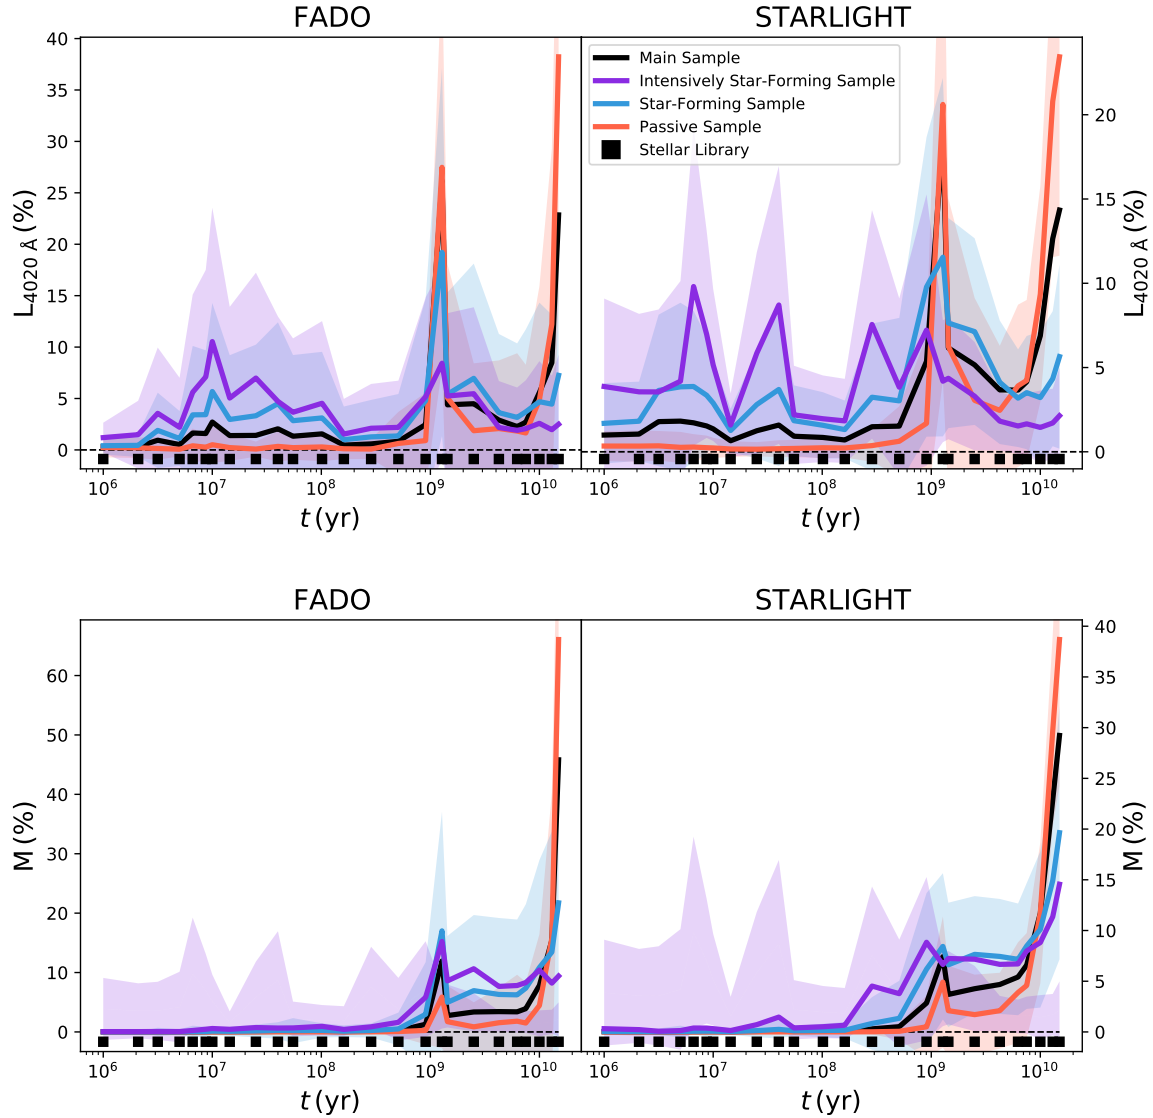 FADO STARLIGHT
40
35
30
25
20
15
10
5
0
L4020 Å (%)
10^6 10^7 10^8 10^9 10^10
t (yr)
Main Sample
Intensively Star-Forming Sample
Star-Forming Sample
Passive Sample
Stellar Library
20
15
10
5
0
L4020 Å (%)
10^6 10^7 10^8 10^9 10^10
t (yr)
FADO STARLIGHT
60
50
40
30
20
10
0
M (%)
10^6 10^7 10^8 10^9 10^10
t (yr)
40
35
30
25
20
15
10
5
0
M (%)
10^6 10^7 10^8 10^9 10^10
t (yr)